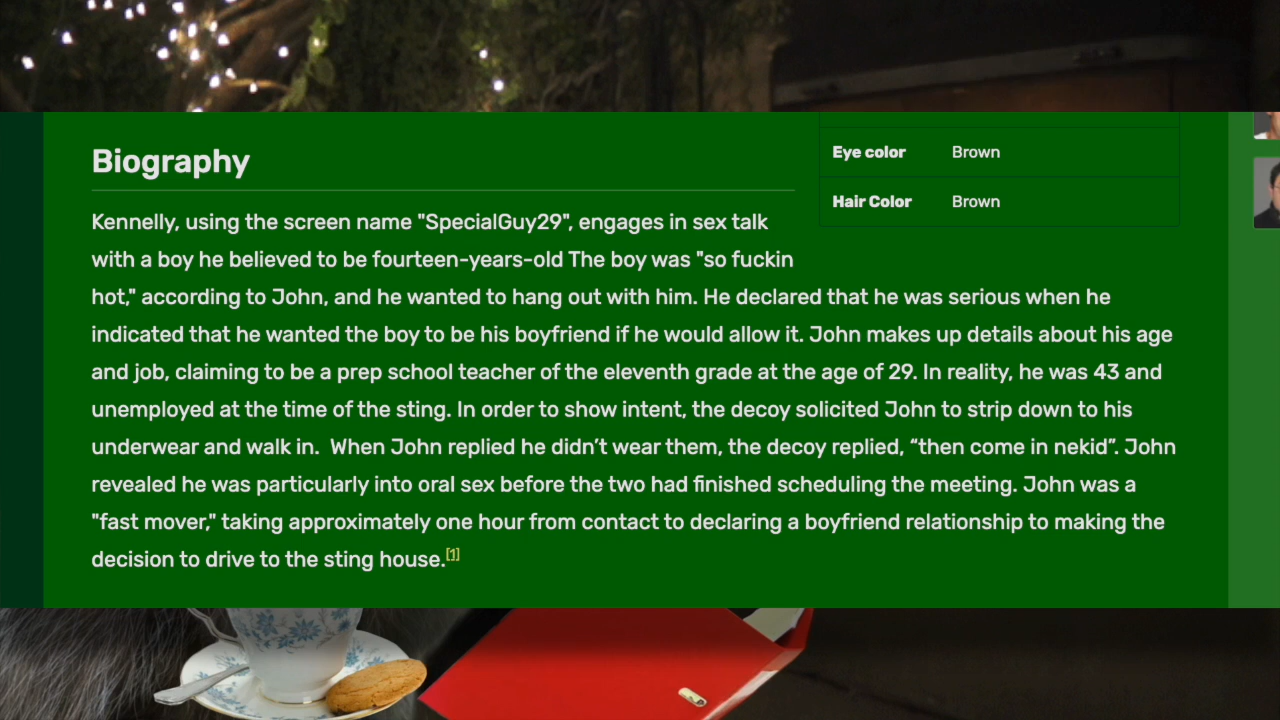 Biography
Eye color Brown
Hair Color Brown
Kennelly, using the screen name "SpecialGuy29", engages in sex talk
with a boy he believed to be fourteen-years-old The boy was "so fuckin
hot," according to John, and he wanted to hang out with him. He declared that he was serious when he
indicated that he wanted the boy to be his boyfriend if he would allow it. John makes up details about his age
and job, claiming to be a prep school teacher of the eleventh grade at the age of 29. In reality, he was 43 and
unemployed at the time of the sting. In order to show intent, the decoy solicited John to strip down to his
underwear and walk in.  When John replied he didn’t wear them, the decoy replied, “then come in nekid”. John
revealed he was particularly into oral sex before the two had finished scheduling the meeting. John was a
"fast mover," taking approximately one hour from contact to declaring a boyfriend relationship to making the
decision to drive to the sting house.[1]